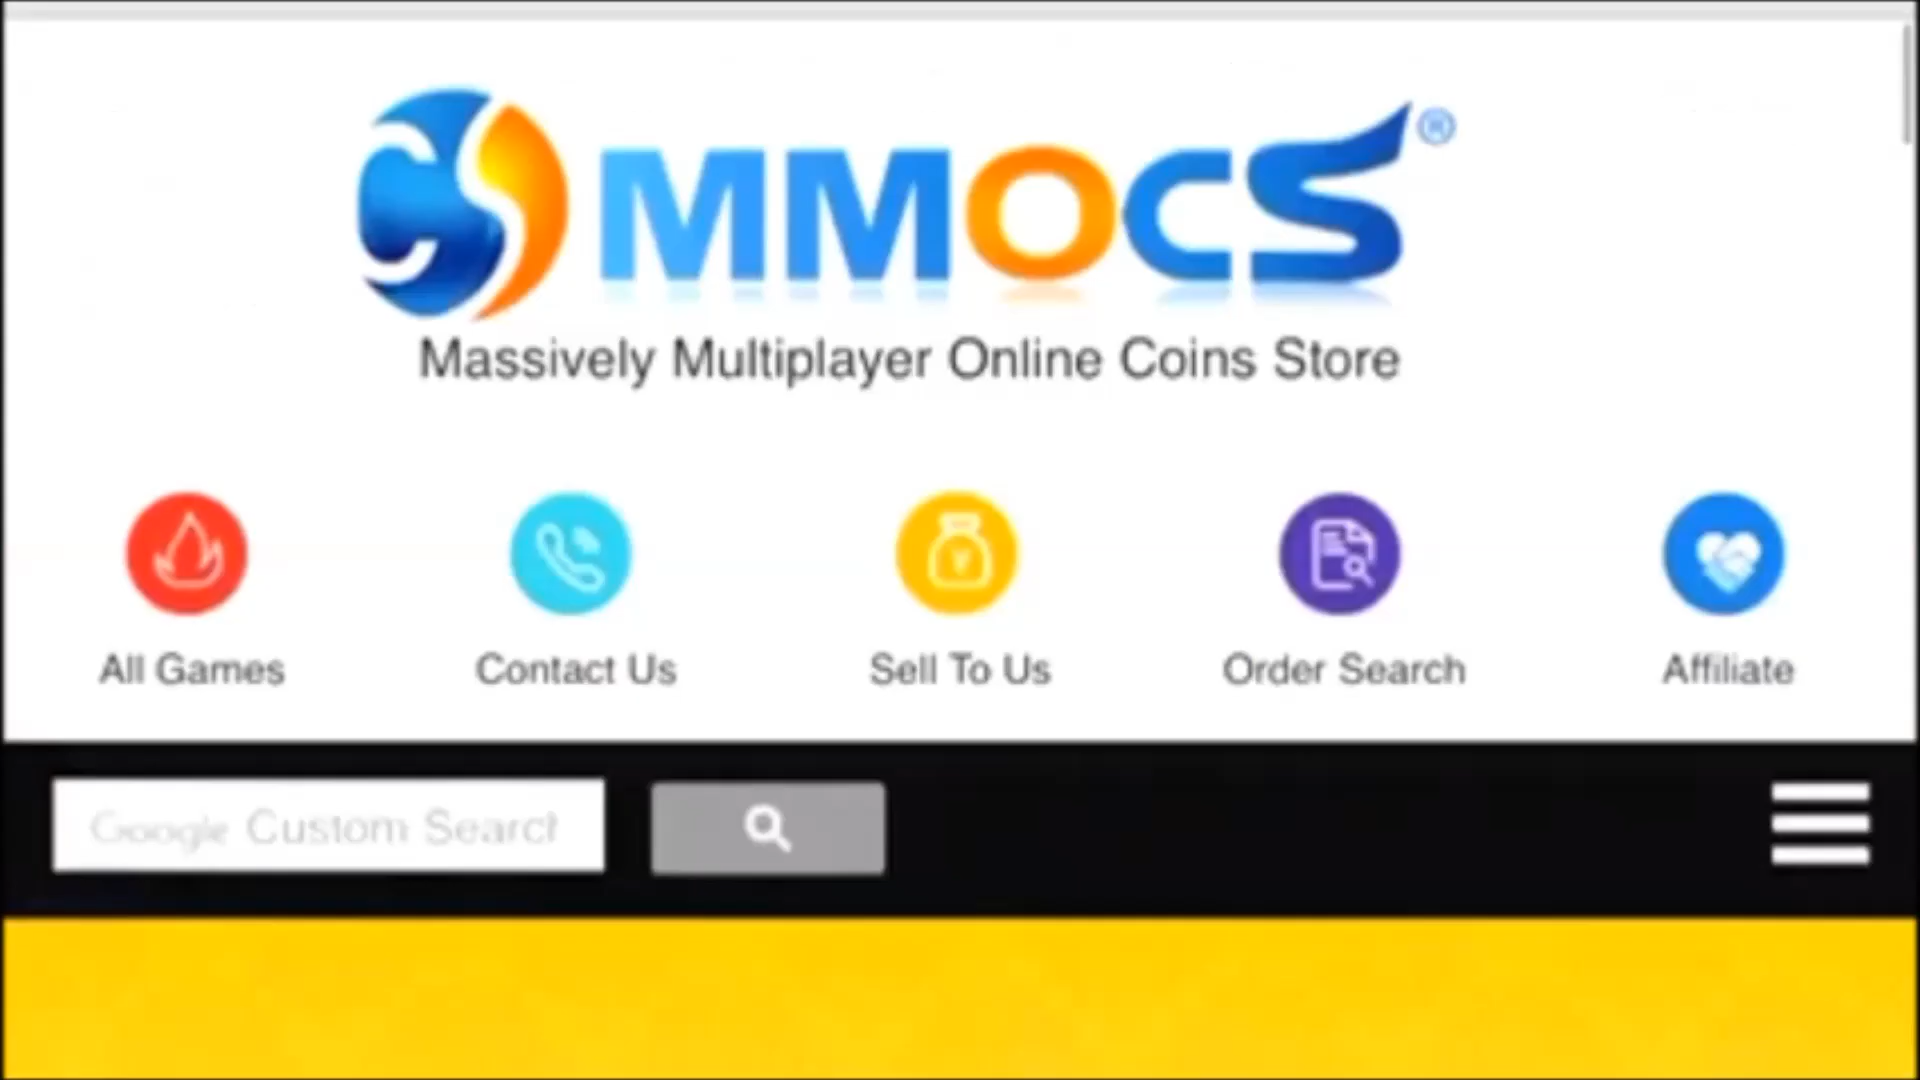 MMOCS®
Massively Multiplayer Online Coins Store
All Games Contact Us Sell To Us Order Search Affiliate
Google Custom Search